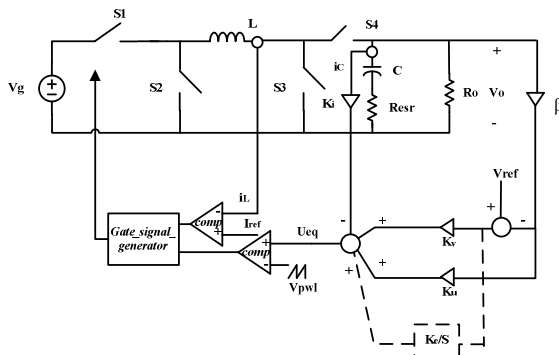 S1
L
S4
Vg
S2
S3
iC
C
Ki
Resr
Ro
Vo
+
-
β
Vref
iL
Iref
comp
-
+
Gate_signal_
generator
comp
+
-
Ueq
Vpwl
-
+
+
+
Kv
+
-
+
Ku
Ke/S